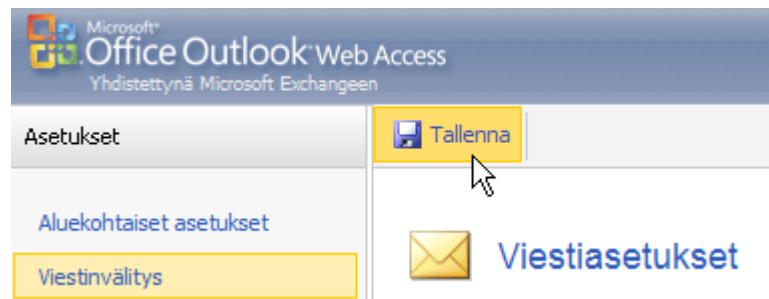 Microsoft®
Office Outlook® Web Access
Yhdistettynä Microsoft Exchangeen
Asetukset
Tallenna
Aluekohtaiset asetukset
Viestinvälitys
Viestiasetukset